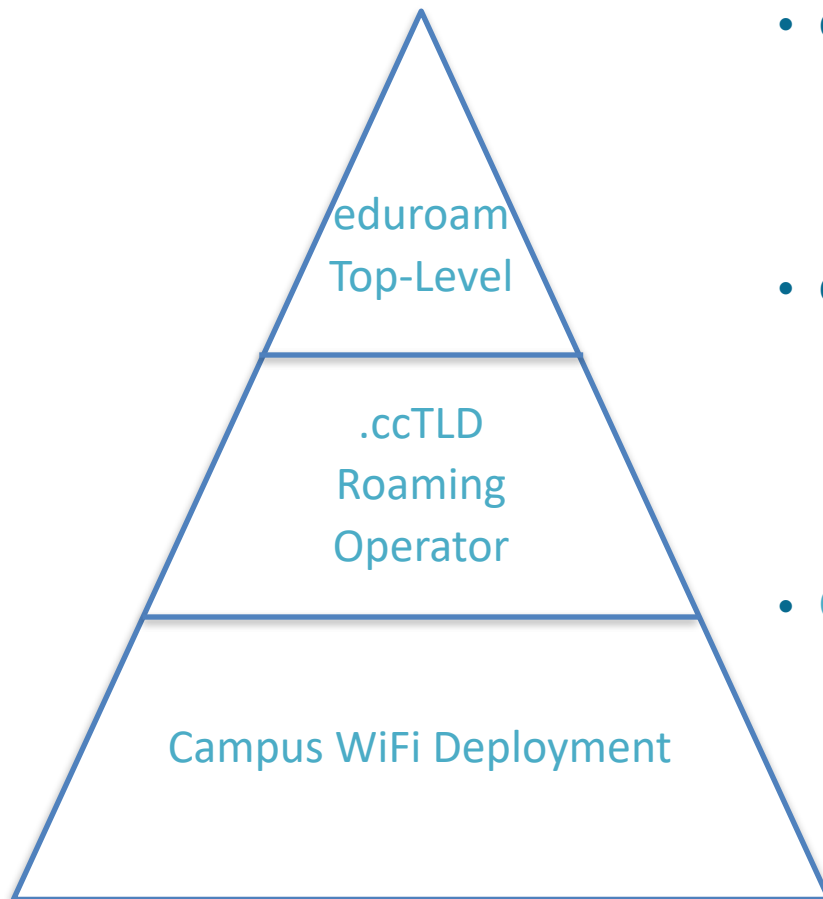 eduroam
Top-Level
.ccTLD
Roaming
Operator
Campus WiFi Deployment